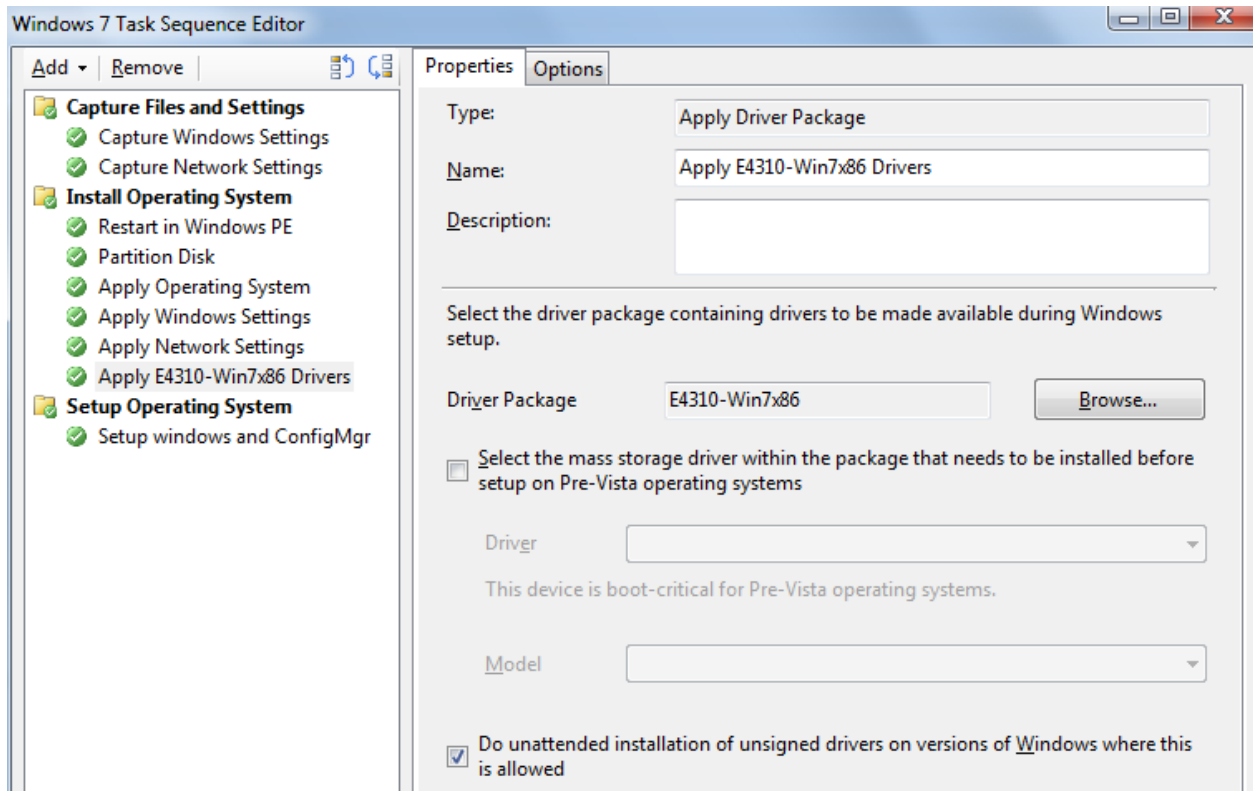 Windows 7 Task Sequence Editor
Add
Remove
Capture Files and Settings
Capture Windows Settings
Capture Network Settings
Install Operating System
Restart in Windows PE
Partition Disk
Apply Operating System
Apply Windows Settings
Apply Network Settings
Apply E4310-Win7x86 Drivers
Setup Operating System
Setup windows and ConfigMgr
Properties
Options
Type:
Apply Driver Package
Name:
Apply E4310-Win7x86 Drivers
Description:
Select the driver package containing drivers to be made available during Windows
setup.
Driver Package
E4310-Win7x86
Browse...
Select the mass storage driver within the package that needs to be installed before
setup on Pre-Vista operating systems
Driver
This device is boot-critical for Pre-Vista operating systems.
Model
Do unattended installation of unsigned drivers on versions of Windows where this
is allowed